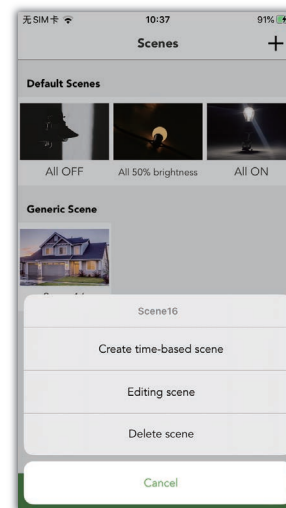 无SIM卡 10:37 91%
Scenes +
Default Scenes
All OFF All 50% brightness All ON
Generic Scene
Scene16
Create time-based scene
Editing scene
Delete scene
Cancel